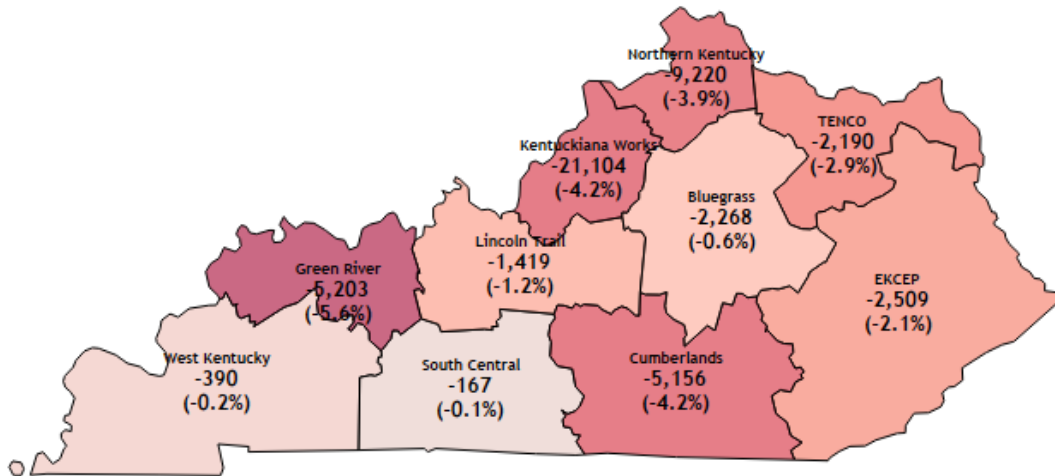 Northern Kentucky
-9,220
(-3.9%)
TENCO
-2,190
(-2.9%)
Kentuckiana Works
-21,104
(-4.2%)
Bluegrass
-2,268
(-0.6%)
Lincoln Trail
-1,419
(-1.2%)
Green River
-5,203
(-5.6%)
EKCEP
-2,509
(-2.1%)
West Kentucky
-390
(-0.2%)
South Central
-167
(-0.1%)
Cumberlands
-5,156
(-4.2%)